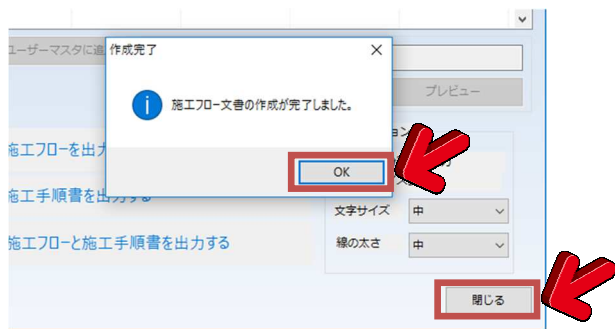 ユーザーマスタに追
作成完了
施工フロー文書の作成が完了しました。
プレビュー
OK
施工フローを出力
施工手順書を出力する
文字サイズ 中
施工フローと施工手順書を出力する
線の太さ 中
閉じる